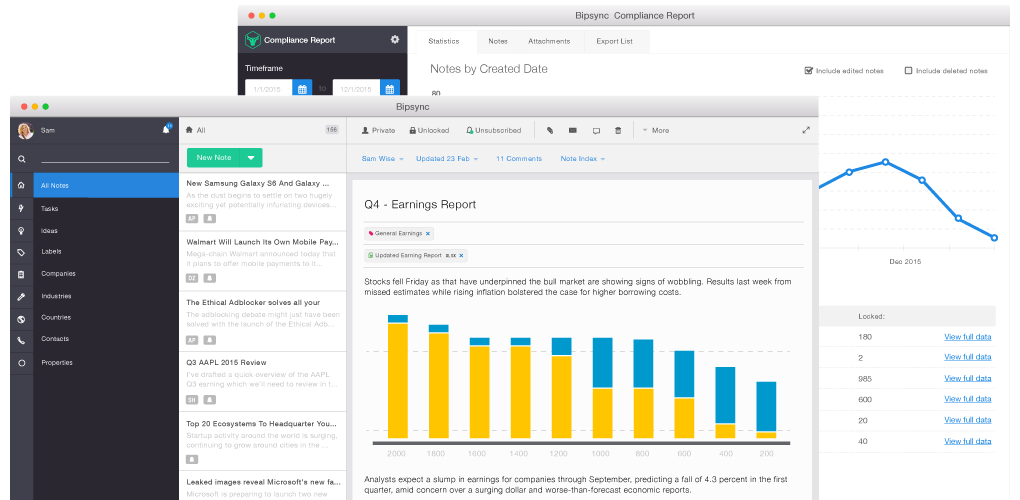 Bipsync  Compliance Report
Compliance Report
Statistics
Notes
Attachments
Export List
Timeframe
1/1/2015
to
12/1/2015
Notes by Created Date
Include edited notes
Include deleted notes
80
Dec 2015
Locked:
180 View full data
2 View full data
985 View full data
600 View full data
20 View full data
40 View full data
Bipsync
Sam
All Notes
Tasks
Ideas
Labels
Companies
Industries
Countries
Contacts
Properties
All
156
New Note
New Samsung Galaxy S6 And Galaxy ...
As the dust begins to settle on two hugely
exciting yet potentially infuriating devices...
AP
Walmart Will Launch Its Own Mobile Pay...
Mega-chain Walmart announced today that
it plans to offer mobile payments to it...
DZ
The Ethical Adblocker solves all your
The adblocking debate might just have been
solved with the launch of the Ethical Adb...
AP
Q3 AAPL 2015 Review
I've drafted a quick overview of the AAPL
Q3 earning which we'll need to review in t...
SH
Top 20 Ecosystems To Headquarter You...
Startup activity around the world is surging,
continuing to grow around cities in the ...
Leaked images reveal Microsoft's new fa...
Microsoft is preparing to launch two new
Private
Unlocked
Unsubscribed
More
Sam Wise
Updated 23 Feb
11 Comments
Note Index
Q4 - Earnings Report
General Earnings
Updated Earning Report
Stocks fell Friday as that have underpinned the bull market are showing signs of wobbling. Results last week from
missed estimates while rising inflation bolstered the case for higher borrowing costs.
2000 1800 1600 1400 1200 1000 800 600 400 200
Analysts expect a slump in earnings for companies through September, predicting a fall of 4.3 percent in the first
quarter, amid concern over a surging dollar and worse-than-forecast economic reports.